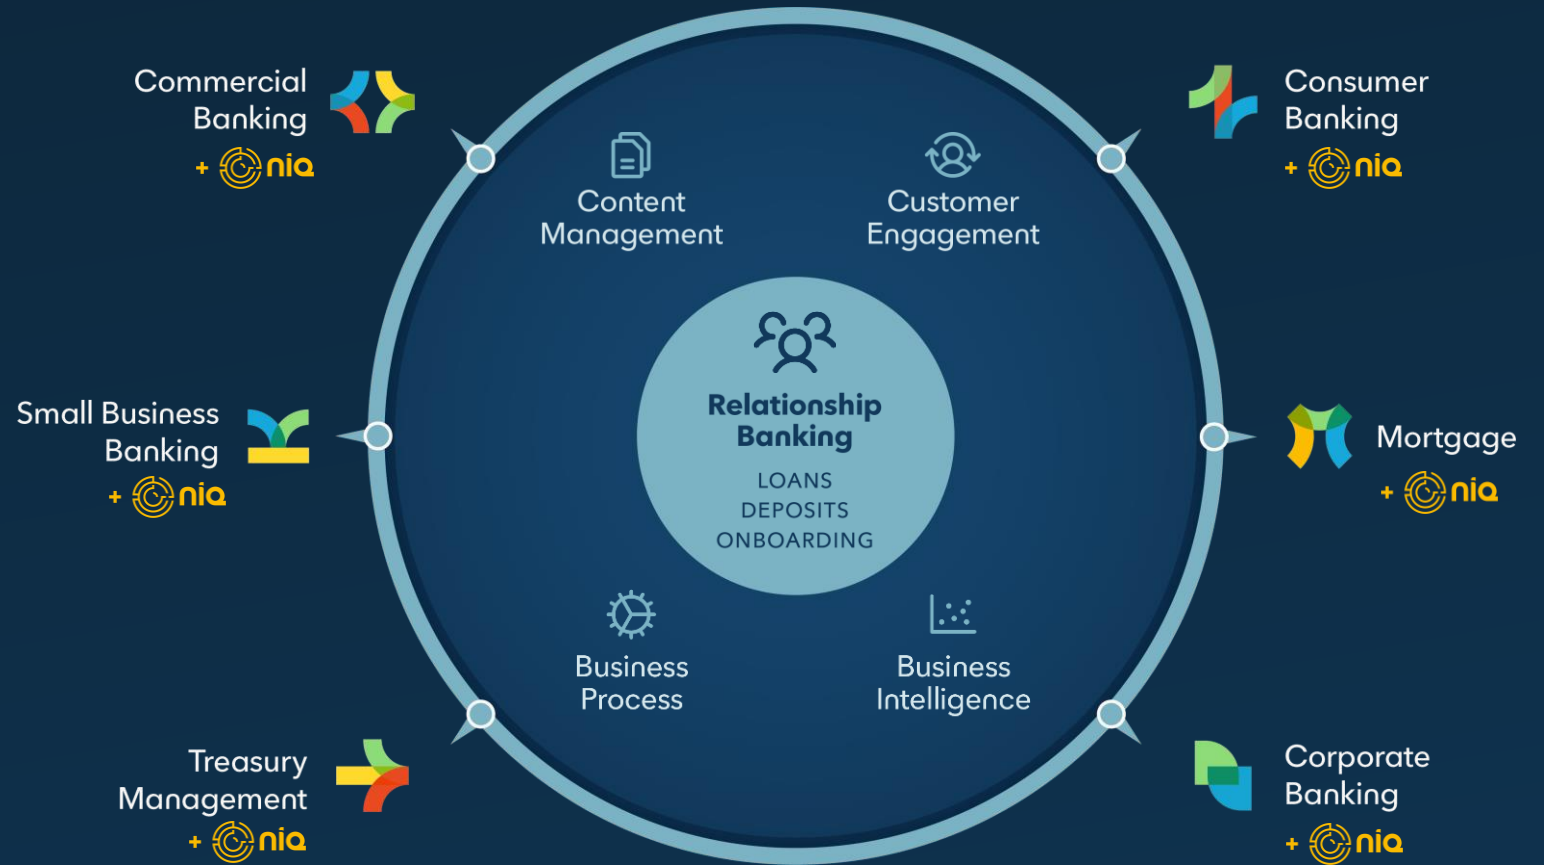 Commercial
Banking
+ niQ
Consumer
Banking
+ niQ
Content
Management
Customer
Engagement
Relationship
Banking
LOANS
DEPOSITS
ONBOARDING
Small Business
Banking
+ niQ
Mortgage
+ niQ
Business
Process
Business
Intelligence
Treasury
Management
+ niQ
Corporate
Banking
+ niQ